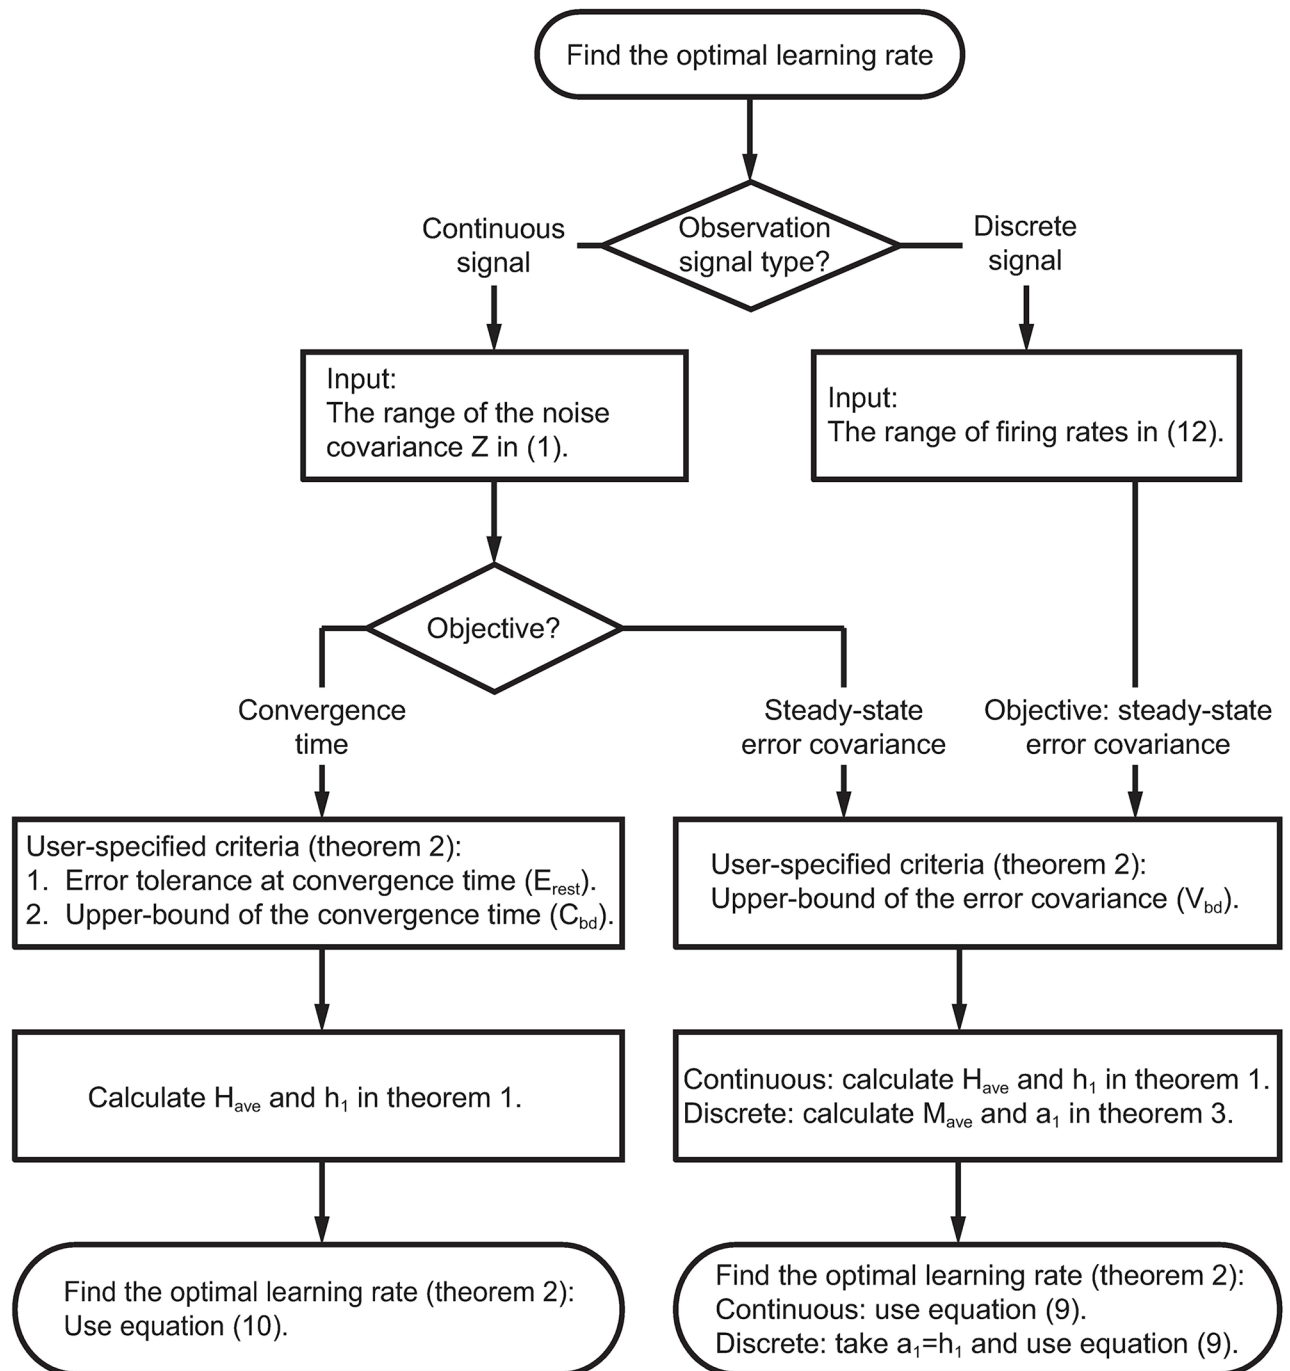 Find the optimal learning rate
Observation
signal type?
Continuous
signal
Discrete
signal
Input:
The range of the noise
covariance Z in (1).
Input:
The range of firing rates in (12).
Objective?
Convergence
time
Steady-state
error covariance
Objective: steady-state
error covariance
User-specified criteria (theorem 2):
1. Error tolerance at convergence time (E_rest).
2. Upper-bound of the convergence time (C_bd).
User-specified criteria (theorem 2):
Upper-bound of the error covariance (V_bd).
Calculate H_ave and h₁ in theorem 1.
Continuous: calculate H_ave and h₁ in theorem 1.
Discrete: calculate M_ave and a₁ in theorem 3.
Find the optimal learning rate (theorem 2):
Use equation (10).
Find the optimal learning rate (theorem 2):
Continuous: use equation (9).
Discrete: take a₁=h₁ and use equation (9).